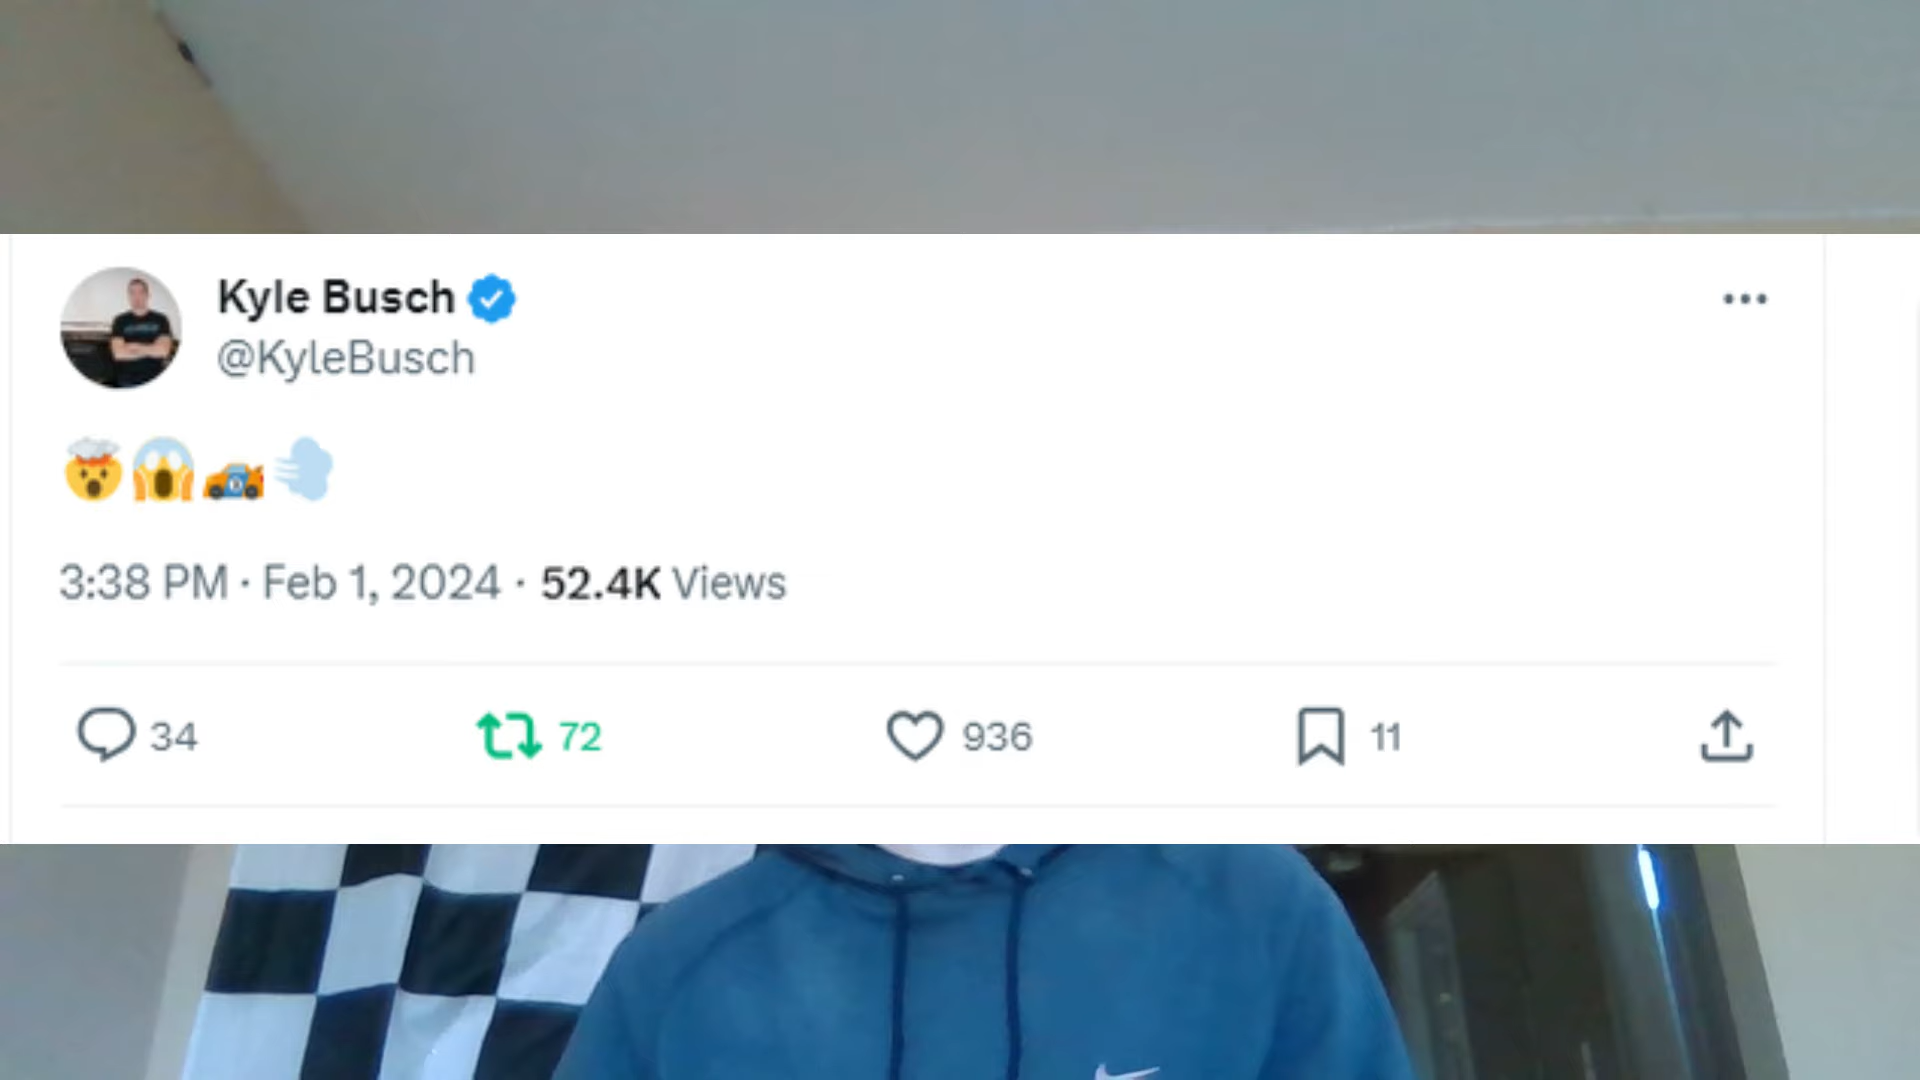 Kyle Busch
@KyleBusch
🤯😱🏎️💨
3:38 PM · Feb 1, 2024 · 52.4K Views
34 72 936 11